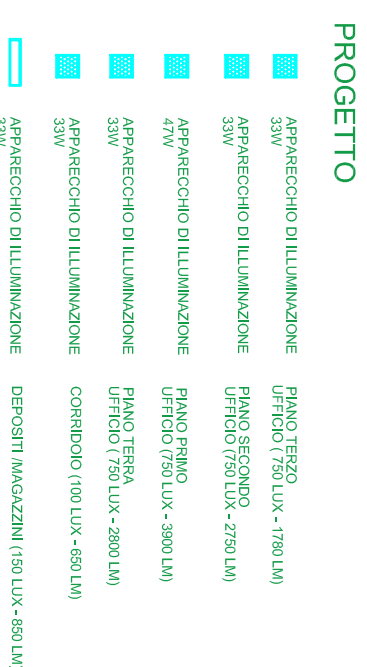 PROGETTO
APPARECCHIO DI ILLUMINAZIONE
33W
PIANO TERZO
UFFICIO ( 750 LUX - 1780 LM)
APPARECCHIO DI ILLUMINAZIONE
33W
PIANO SECONDO
UFFICIO (750 LUX - 2750 LM)
APPARECCHIO DI ILLUMINAZIONE
47W
PIANO PRIMO
UFFICIO (750 LUX - 3900 LM)
APPARECCHIO DI ILLUMINAZIONE
33W
PIANO TERRA
UFFICIO ( 750 LUX - 2800 LM)
APPARECCHIO DI ILLUMINAZIONE
33W
CORRIDOIO (100 LUX - 650 LM)
APPARECCHIO DI ILLUMINAZIONE
33W
DEPOSITI /MAGAZZINI (150 LUX - 850 LM